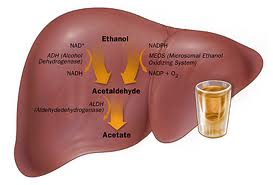 Ethanol
NAD⁺
ADH (Alcohol
Dehydrogenase)
NADH
NADPH
MEOS (Microsomal Ethanol
Oxidizing System)
NADP + O₂
Acetaldehyde
ALDH
(Aldehydedehydrogenase)
Acetate